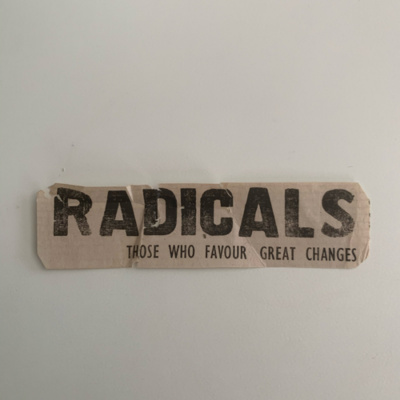 RADICALS
THOSE WHO FAVOUR GREAT CHANGES